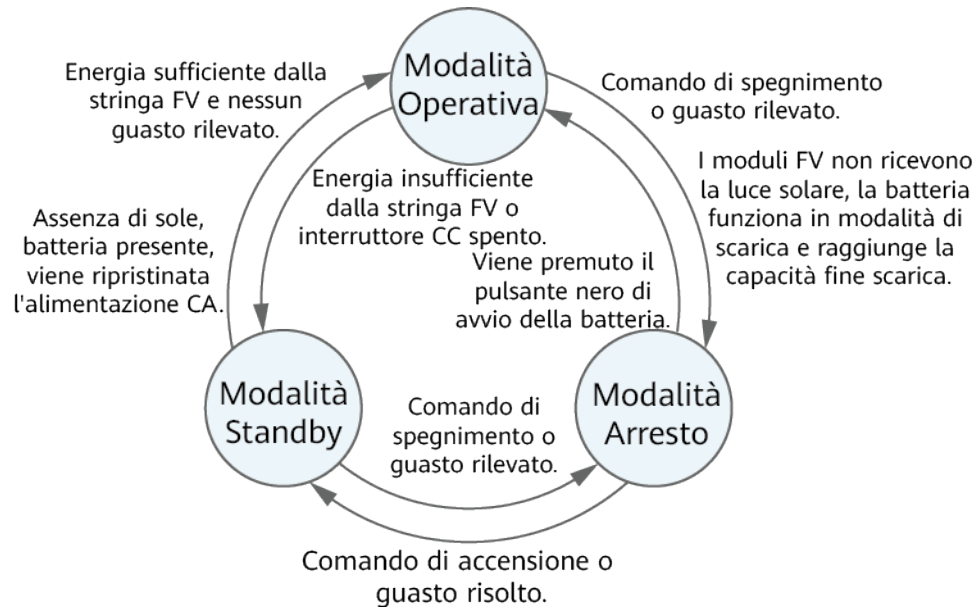 Modalità
Operativa
Energia sufficiente dalla
stringa FV e nessun
guasto rilevato.
Comando di spegnimento
o guasto rilevato.
I moduli FV non ricevono
la luce solare, la batteria
funziona in modalità di
scarica e raggiunge la
capacità fine scarica.
Energia insufficiente
dalla stringa FV o
interruttore CC spento.
Assenza di sole,
batteria presente,
viene ripristinata
l'alimentazione CA.
Viene premuto il
pulsante nero di
avvio della batteria.
Modalità
Standby
Comando di
spegnimento o
guasto rilevato.
Modalità
Arresto
Comando di accensione o
guasto risolto.